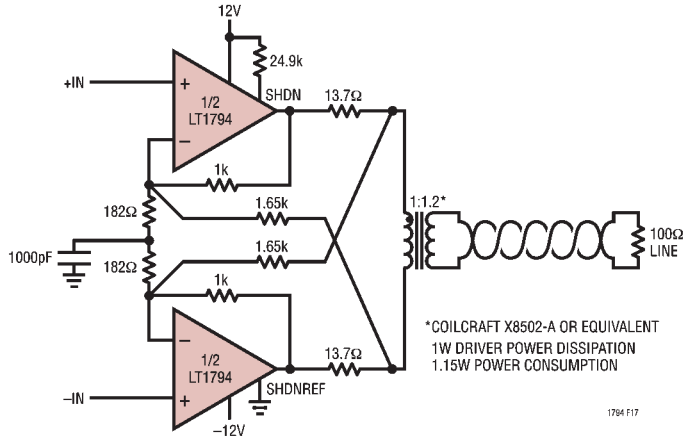 12V
24.9k
+IN
+
SHDN
13.7Ω
1/2
LT1794
−
1k
1:1.2*
182Ω
1.65k
100Ω
LINE
1000pF
1.65k
182Ω
1k
*COILCRAFT X8502-A OR EQUIVALENT
1W DRIVER POWER DISSIPATION
1.15W POWER CONSUMPTION
−
13.7Ω
1/2
LT1794
SHDNREF
−IN
+
−12V
1794 F17